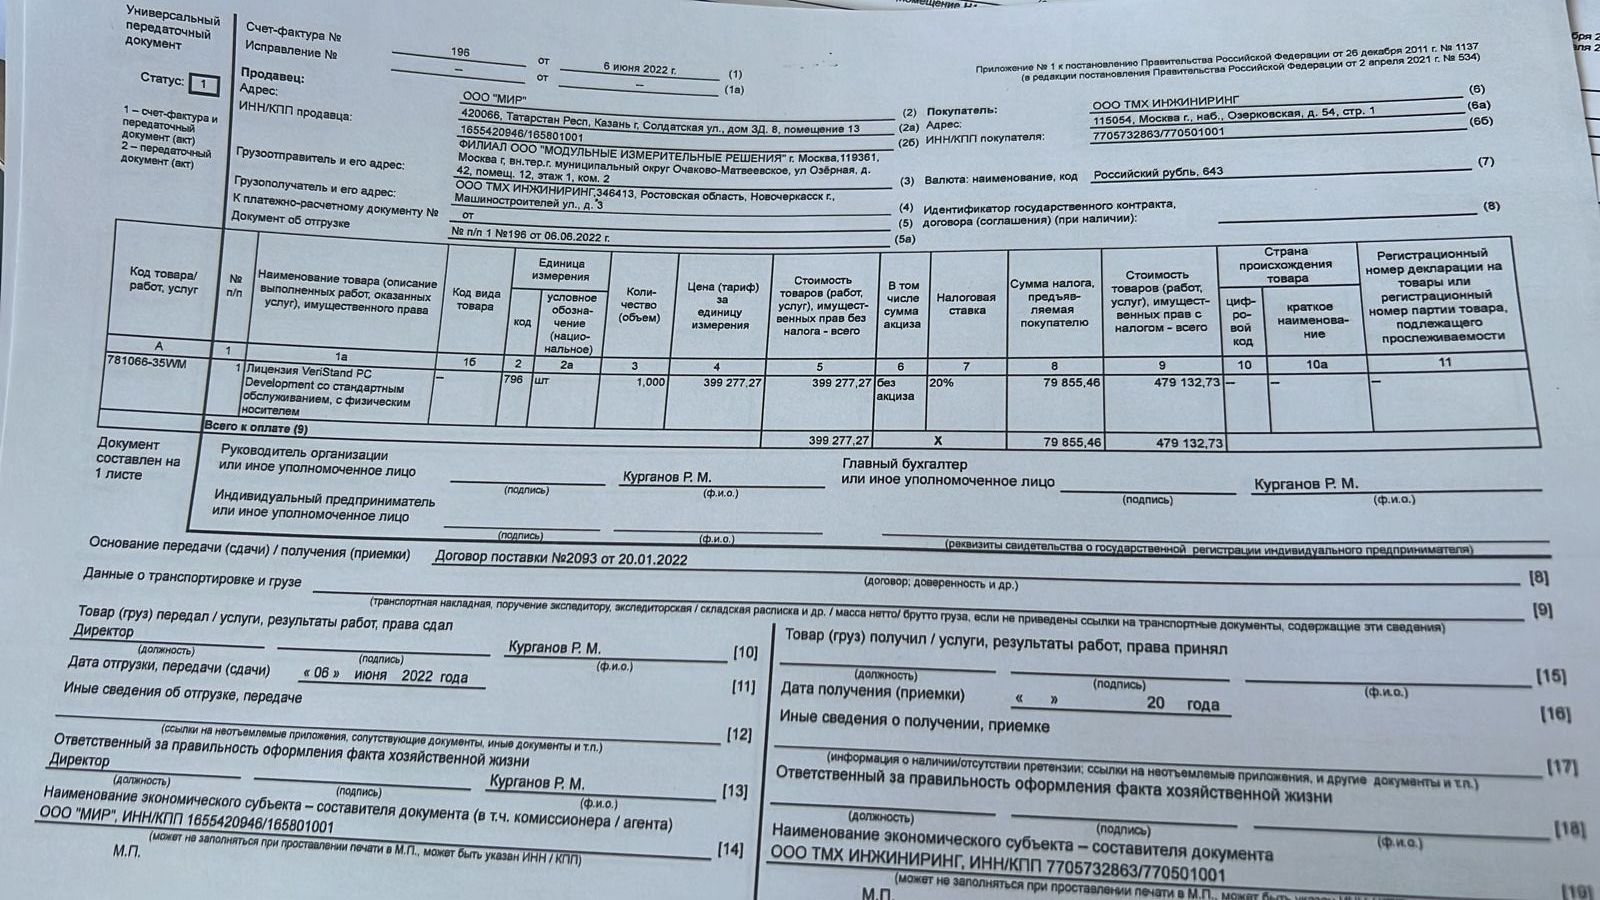 Универсальный
передаточный
документ
Статус: 1
1 – счет-фактура и
передаточный
документ (акт)
2 – передаточный
документ (акт)
Счет-фактура № 196 от 6 июня 2022 г. (1)
Исправление № – от – (1а)
Приложение № 1 к постановлению Правительства Российской Федерации от 26 декабря 2011 г. № 1137
(в редакции постановления Правительства Российской Федерации от 2 апреля 2021 г. № 534)
Продавец: ООО "МИР" (2)
Адрес: 420066, Татарстан Респ, Казань г, Солдатская ул., дом ЗД. 8, помещение 13 (2а)
ИНН/КПП продавца: 1655420946/165801001 (2б)
Грузоотправитель и его адрес: ФИЛИАЛ ООО "МОДУЛЬНЫЕ ИЗМЕРИТЕЛЬНЫЕ РЕШЕНИЯ" г. Москва,119361,
Москва г, вн.тер.г. муниципальный округ Очаково-Матвеевское, ул Озёрная, д.
42, помещ. 12, этаж 1, ком. 2 (3)
Грузополучатель и его адрес: ООО ТМХ ИНЖИНИРИНГ,346413, Ростовская область, Новочеркасск г.,
Машиностроителей ул., д. 3 (4)
К платежно-расчетному документу № от (5)
Документ об отгрузке № п/п 1 №196 от 06.06.2022 г. (5а)
Покупатель: ООО ТМХ ИНЖИНИРИНГ (6)
Адрес: 115054, Москва г., наб., Озерковская, д. 54, стр. 1 (6а)
ИНН/КПП покупателя: 7705732863/770501001 (6б)
Валюта: наименование, код Российский рубль, 643 (7)
Идентификатор государственного контракта,
договора (соглашения) (при наличии): (8)
Код товара/ работ, услуг
№ п/п
Наименование товара (описание выполненных работ, оказанных услуг), имущественного права
Код вида товара
Единица измерения
код
условное обозна-чение (нацио-нальное)
Коли-чество (объем)
Цена (тариф) за единицу измерения
Стоимость товаров (работ, услуг), имущест-венных прав без налога - всего
В том числе сумма акциза
Налоговая ставка
Сумма налога, предъяв-ляемая покупателю
Стоимость товаров (работ, услуг), имущест-венных прав с налогом - всего
Страна происхождения товара
циф-ро-вой код
краткое наименова-ние
Регистрационный номер декларации на товары или регистрационный номер партии товара, подлежащего прослеживаемости
А 1 1а 1б 2 2а 3 4 5 6 7 8 9 10 10а 11
781066-35WM 1 Лицензия VeriStand PC – 796 шт 1,000 399 277,27 399 277,27 без 20% 79 855,46 479 132,73 – – –
Development со стандартным акциза
обслуживанием, с физическим
носителем
Всего к оплате (9) 399 277,27 Х 79 855,46 479 132,73
Документ
составлен на
1 листе
Руководитель организации
или иное уполномоченное лицо Курганов Р. М.
(подпись) (ф.и.о.)
Главный бухгалтер
или иное уполномоченное лицо Курганов Р. М.
(подпись) (ф.и.о.)
Индивидуальный предприниматель
или иное уполномоченное лицо
(подпись) (ф.и.о.) (реквизиты свидетельства о государственной регистрации индивидуального предпринимателя)
Основание передачи (сдачи) / получения (приемки) Договор поставки №2093 от 20.01.2022 [8]
(договор; доверенность и др.)
Данные о транспортировке и грузе [9]
(транспортная накладная, поручение экспедитору, экспедиторская / складская расписка и др. / масса нетто/ брутто груза, если не приведены ссылки на транспортные документы, содержащие эти сведения)
Товар (груз) передал / услуги, результаты работ, права сдал
Директор Курганов Р. М. [10]
(должность) (подпись) (ф.и.о.)
Дата отгрузки, передачи (сдачи) « 06 » июня 2022 года [11]
Иные сведения об отгрузке, передаче
[12]
(ссылки на неотъемлемые приложения, сопутствующие документы, иные документы и т.п.)
Ответственный за правильность оформления факта хозяйственной жизни
Директор Курганов Р. М. [13]
(должность) (подпись) (ф.и.о.)
Наименование экономического субъекта – составителя документа (в т.ч. комиссионера / агента)
ООО "МИР", ИНН/КПП 1655420946/165801001 [14]
(может не заполняться при проставлении печати в М.П., может быть указан ИНН / КПП)
М.П.
Товар (груз) получил / услуги, результаты работ, права принял
[15]
(должность) (подпись) (ф.и.о.)
Дата получения (приемки) « » 20 года [16]
Иные сведения о получении, приемке
[17]
(информация о наличии/отсутствии претензии; ссылки на неотъемлемые приложения, и другие документы и т.п.)
Ответственный за правильность оформления факта хозяйственной жизни
[18]
(должность) (подпись) (ф.и.о.)
Наименование экономического субъекта – составителя документа
ООО ТМХ ИНЖИНИРИНГ, ИНН/КПП 7705732863/770501001 [19]
(может не заполняться при проставлении печати в М.П., может быть указан
М.П.